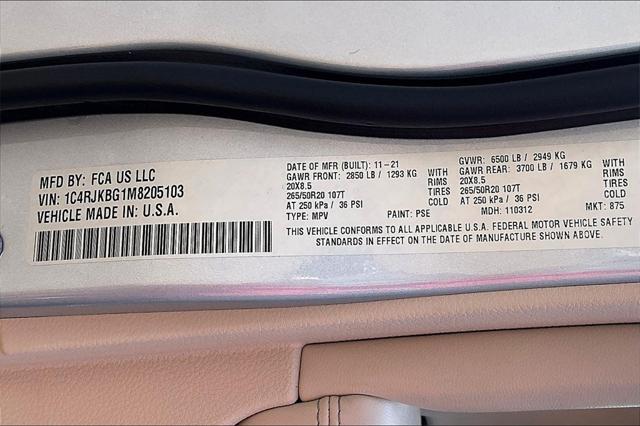 MFD BY: FCA US LLC
VIN: 1C4RJKBG1M8205103
VEHICLE MADE IN: U.S.A.
DATE OF MFR (BUILT): 11-21
GAWR FRONT: 2850 LB / 1293 KG WITH
20X8.5 RIMS
265/50R20 107T TIRES
AT 250 kPa / 36 PSI COLD
TYPE: MPV PAINT: PSE
GVWR: 6500 LB / 2949 KG
GAWR REAR: 3700 LB / 1679 KG WITH
20X8.5 RIMS
265/50R20 107T TIRES
AT 250 kPa / 36 PSI COLD
MDH: 110312 MKT: 875
THIS VEHICLE CONFORMS TO ALL APPLICABLE U.S.A. FEDERAL MOTOR VEHICLE SAFETY
STANDARDS IN EFFECT ON THE DATE OF MANUFACTURE SHOWN ABOVE.